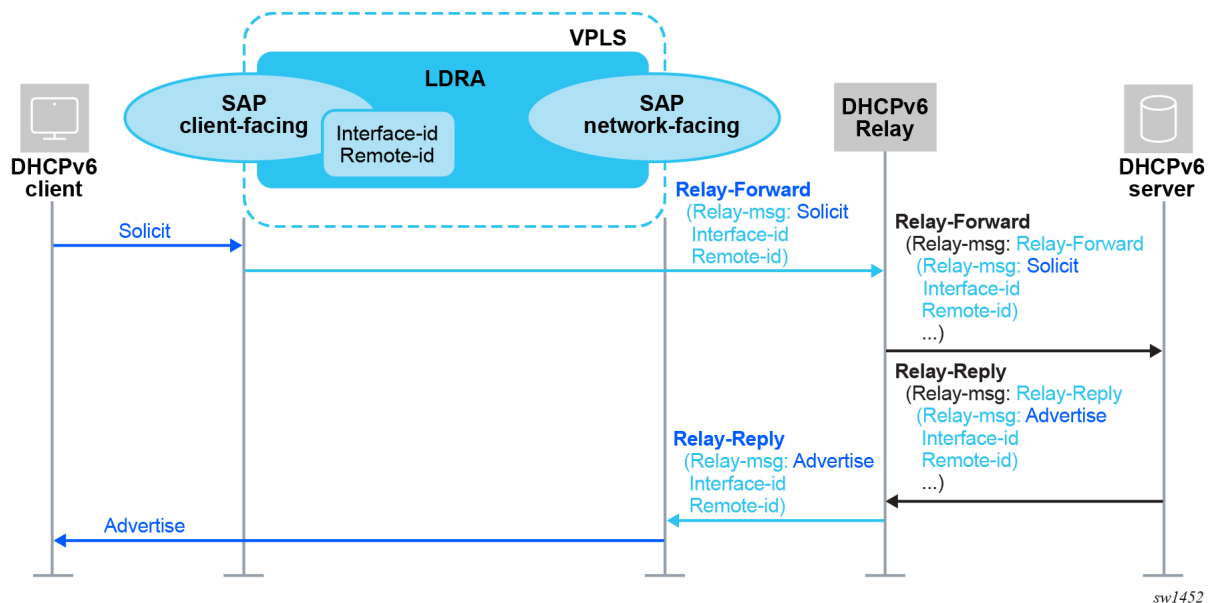 VPLS
LDRA
SAP
client-facing
Interface-id
Remote-id
SAP
network-facing
DHCPv6
Relay
DHCPv6
client
DHCPv6
server
Solicit
Relay-Forward
(Relay-msg: Solicit
Interface-id
Remote-id)
Relay-Forward
(Relay-msg: Relay-Forward
(Relay-msg: Solicit
Interface-id
Remote-id)
...)
Relay-Reply
(Relay-msg: Relay-Reply
(Relay-msg: Advertise
Interface-id
Remote-id)
...)
Relay-Reply
(Relay-msg: Advertise
Interface-id
Remote-id)
Advertise
sw1452